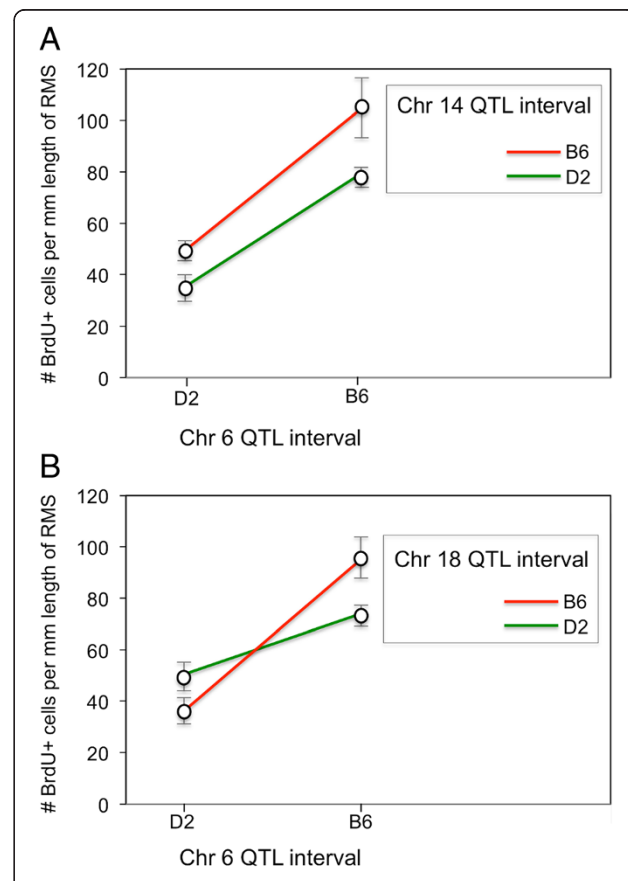 A
# BrdU+ cells per mm length of RMS
120
100
80
60
40
20
0
Chr 14 QTL interval
B6
D2
D2
B6
Chr 6 QTL interval
B
# BrdU+ cells per mm length of RMS
120
100
80
60
40
20
0
Chr 18 QTL interval
B6
D2
D2
B6
Chr 6 QTL interval